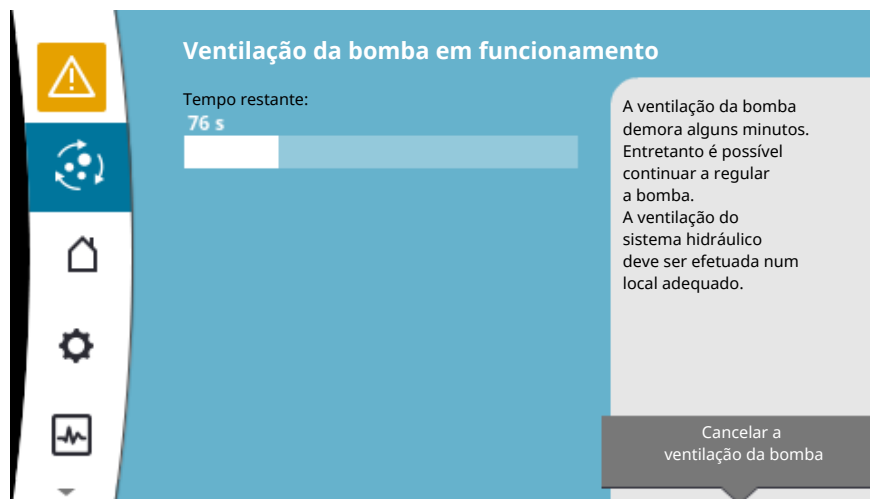 Ventilação da bomba em funcionamento
Tempo restante:
76 s
A ventilação da bomba
demora alguns minutos.
Entretanto é possível
continuar a regular
a bomba.
A ventilação do
sistema hidráulico
deve ser efetuada num
local adequado.
Cancelar a
ventilação da bomba